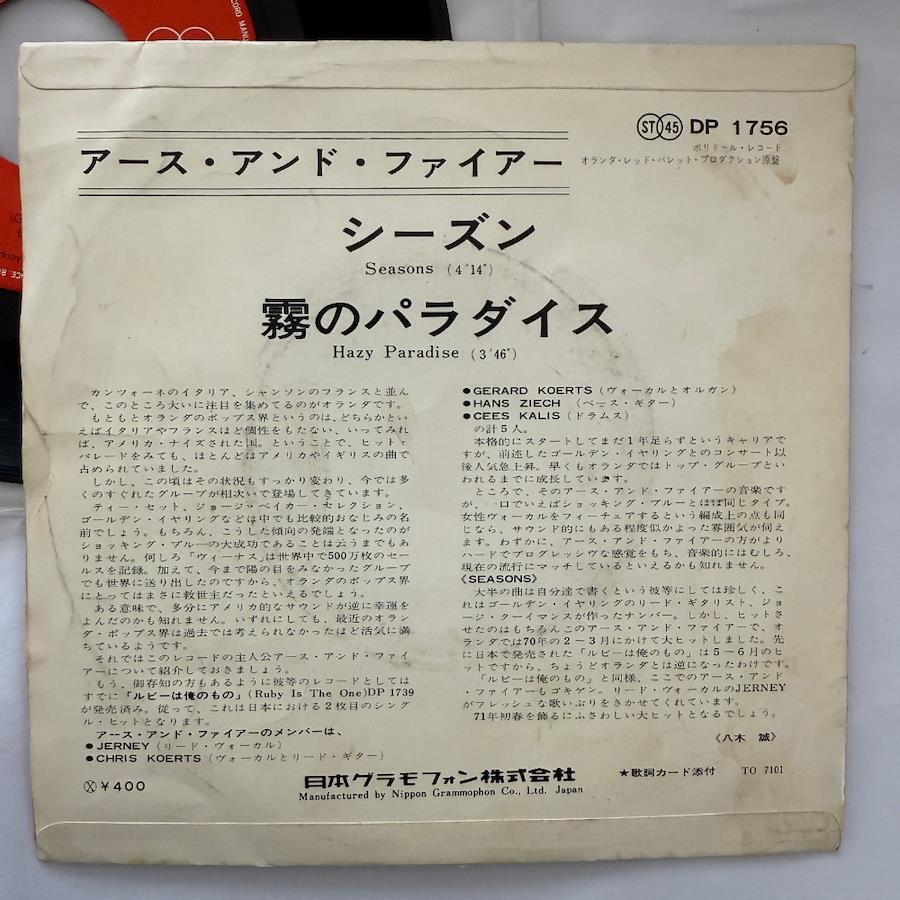 RECORD MANU
ST 45 DP 1756
ポリドール・レコード
オランダ・レッド・バレット・プロダクション原盤
アース・アンド・ファイアー
シーズン
Seasons (4'14")
霧のパラダイス
Hazy Paradise (3'46")
カンツォーネのイタリア、シャンソンのフランスと並ん
で、このところ大いに注目を集めてるのがオランダです。
もともとオランダのポップス界というのは、どちらかとい
えばイタリアやフランスほど個性をもたない、いってみれ
ば、アメリカ・ナイズされた国。ということで、ヒット・
パレードをみても、ほとんどはアメリカやイギリスの曲で
占められていました。
しかし、この頃はその状況もすっかり変わり、今では多
くのすぐれたグループが相次いで登場してきています。
ティー・セット、ジョージ・ベイカー・セレクション、
ゴールデン・イヤリングなどは中でも比較的おなじみの名
前でしょう。もちろん、こうした傾向の発端となったのが
ショッキング・ブルーの大成功であることは云うまでもあ
りません。何しろ「ヴィーナス」は世界中で500万枚のセー
ルスを記録。加えて、今まで陽の目をみなかったグループ
でも世界に送り出したのですから、オランダのポップス界
にとってはまさに救世主だったといえるでしょう。
ある意味で、多分にアメリカ的なサウンドが逆に幸運を
よんだのかも知れません。いずれにしても、最近のオラン
ダ・ポップス界は過去では考えられなかったほど活気に満
ちているようです。
それではこのレコードの主人公アース・アンド・ファイ
アーについて紹介しておきましょう。
もう、御存知の方もあるように彼等のレコードとしては
すでに「ルビーは俺のもの」(Ruby Is The One)DP 1739
が発売済み。従って、これは日本における2枚目のシング
ル・ヒットとなります。
アース・アンド・ファイアーのメンバーは、
●JERNEY(リード・ヴォーカル)
●CHRIS KOERTS(ヴォーカルとリード・ギター)
●GERARD KOERTS(ヴォーカルとオルガン)
●HANS ZIECH(ベース・ギター)
●CEES KALIS(ドラムス)
の計5人。
本格的にスタートしてまだ1年足らずというキャリアで
すが、前述したゴールデン・イヤリングとのコンサート以
後人気急上昇。早くもオランダではトップ・グループとい
われるまでに成長しています。
ところで、そのアース・アンド・ファイアーの音楽です
が、一口でいえばショッキング・ブルーとほぼ同じタイプ。
女性ヴォーカルをフィーチュアするという編成上の点も同
じなら、サウンド的にもある程度似かよった雰囲気が伺え
ます。わずかに、アース・アンド・ファイアーの方がより
ハードでプログレッシヴな感覚をもち、音楽的にはむしろ、
現在の流行にマッチしているといえるかも知れません。
《SEASONS》
大半の曲は自分達で書くという彼等にしては珍しく、こ
れはゴールデン・イヤリングのリード・ギタリスト、ジョ
ージ・クーイマンスが作ったナンバー。しかし、ヒットさ
せたのはもちろんこのアース・アンド・ファイアーで、オ
ランダでは70年の2-3月にかけて大ヒットしました。先
に日本で発売された「ルビーは俺のもの」は5-6月のヒ
ットですから、ちょうどオランダとは逆になったわけです。
「ルビーは俺のもの」と同様、ここでのアース・アンド
・ファイアーもゴキゲン。リード・ヴォーカルのJERNEY
がフレッシュな歌いぶりをきかせてくれています。
71年初春を飾るにふさわしい大ヒットとなるでしょう。
《八木 誠》
Ⓧ¥400
日本グラモフォン株式会社
Manufactured by Nippon Grammophon Co., Ltd. Japan
★歌詞カード添付 TO 7101